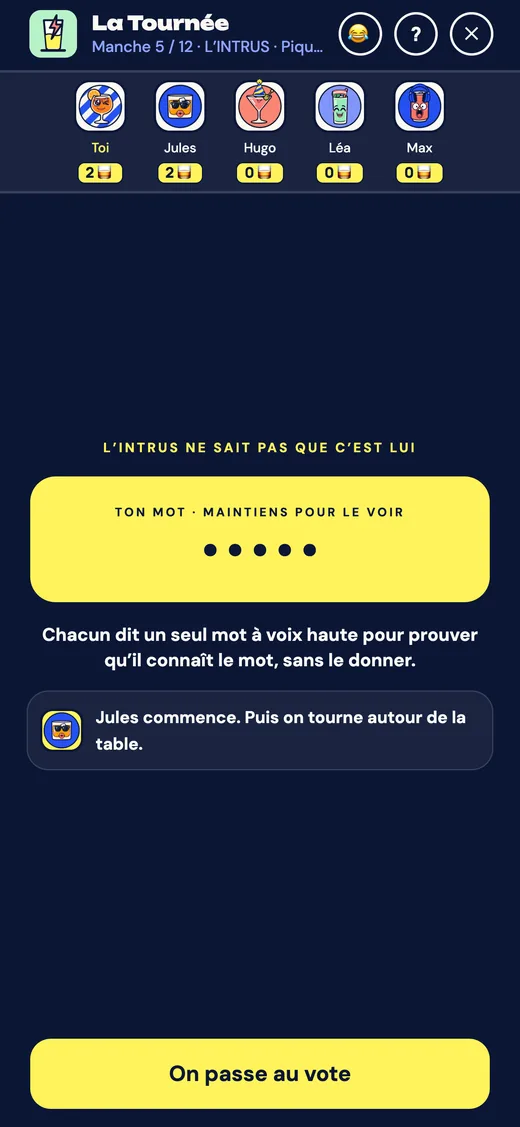 La Tournée
Manche 5 / 12 · L’INTRUS · Piqu…
?
Toi
Jules
Hugo
Léa
Max
2
2
0
0
0
L’INTRUS NE SAIT PAS QUE C’EST LUI
TON MOT · MAINTIENS POUR LE VOIR
Chacun dit un seul mot à voix haute pour prouver
qu’il connaît le mot, sans le donner.
Jules commence. Puis on tourne autour de la
table.
On passe au vote